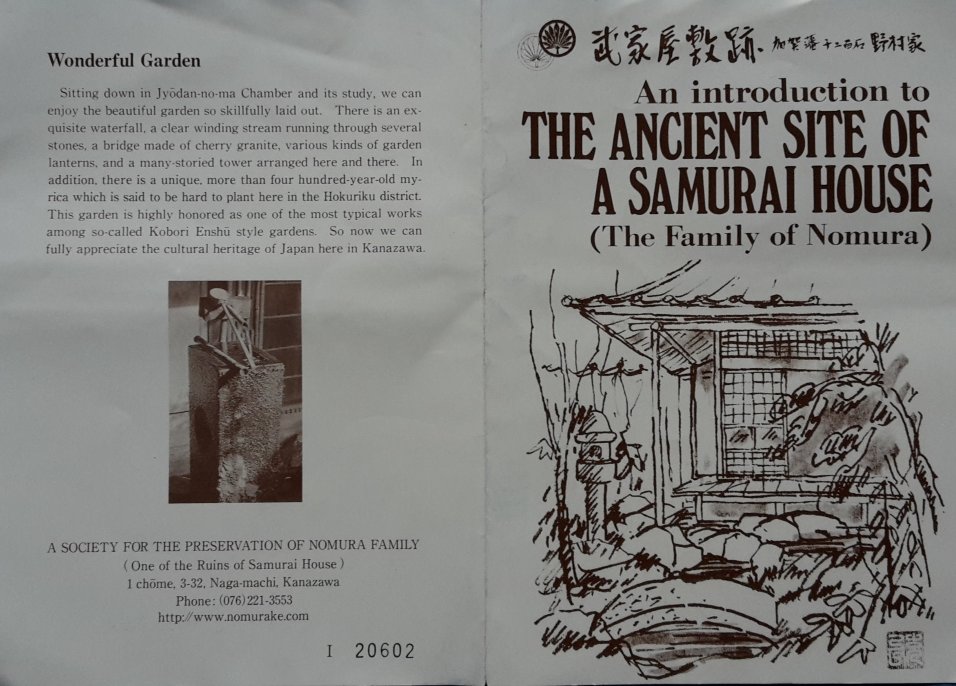 Wonderful Garden
Sitting down in Jyōdan-no-ma Chamber and its study, we can
enjoy the beautiful garden so skillfully laid out. There is an ex-
quisite waterfall, a clear winding stream running through several
stones, a bridge made of cherry granite, various kinds of garden
lanterns, and a many-storied tower arranged here and there. In
addition, there is a unique, more than four hundred-year-old my-
rica which is said to be hard to plant here in the Hokuriku district.
This garden is highly honored as one of the most typical works
among so-called Kobori Enshū style gardens. So now we can
fully appreciate the cultural heritage of Japan here in Kanazawa.
A SOCIETY FOR THE PRESERVATION OF NOMURA FAMILY
( One of the Ruins of Samurai House )
1 chōme, 3-32, Naga-machi, Kanazawa
Phone: (076) 221-3553
http://www.nomurake.com
I 20602
武家屋敷跡 加賀藩千二百石 野村家
An introduction to
THE ANCIENT SITE OF
A SAMURAI HOUSE
(The Family of Nomura)